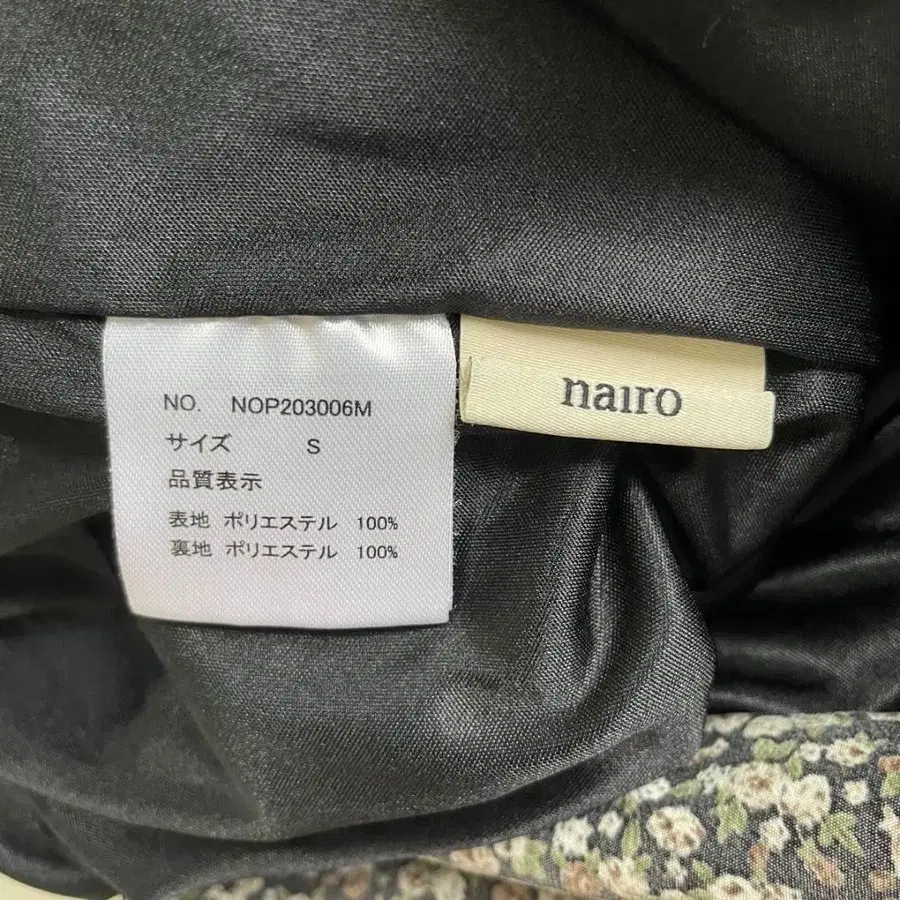 NO. NOP203006M
サイズ S
品質表示
表地 ポリエステル 100%
裏地 ポリエステル 100%
naıro